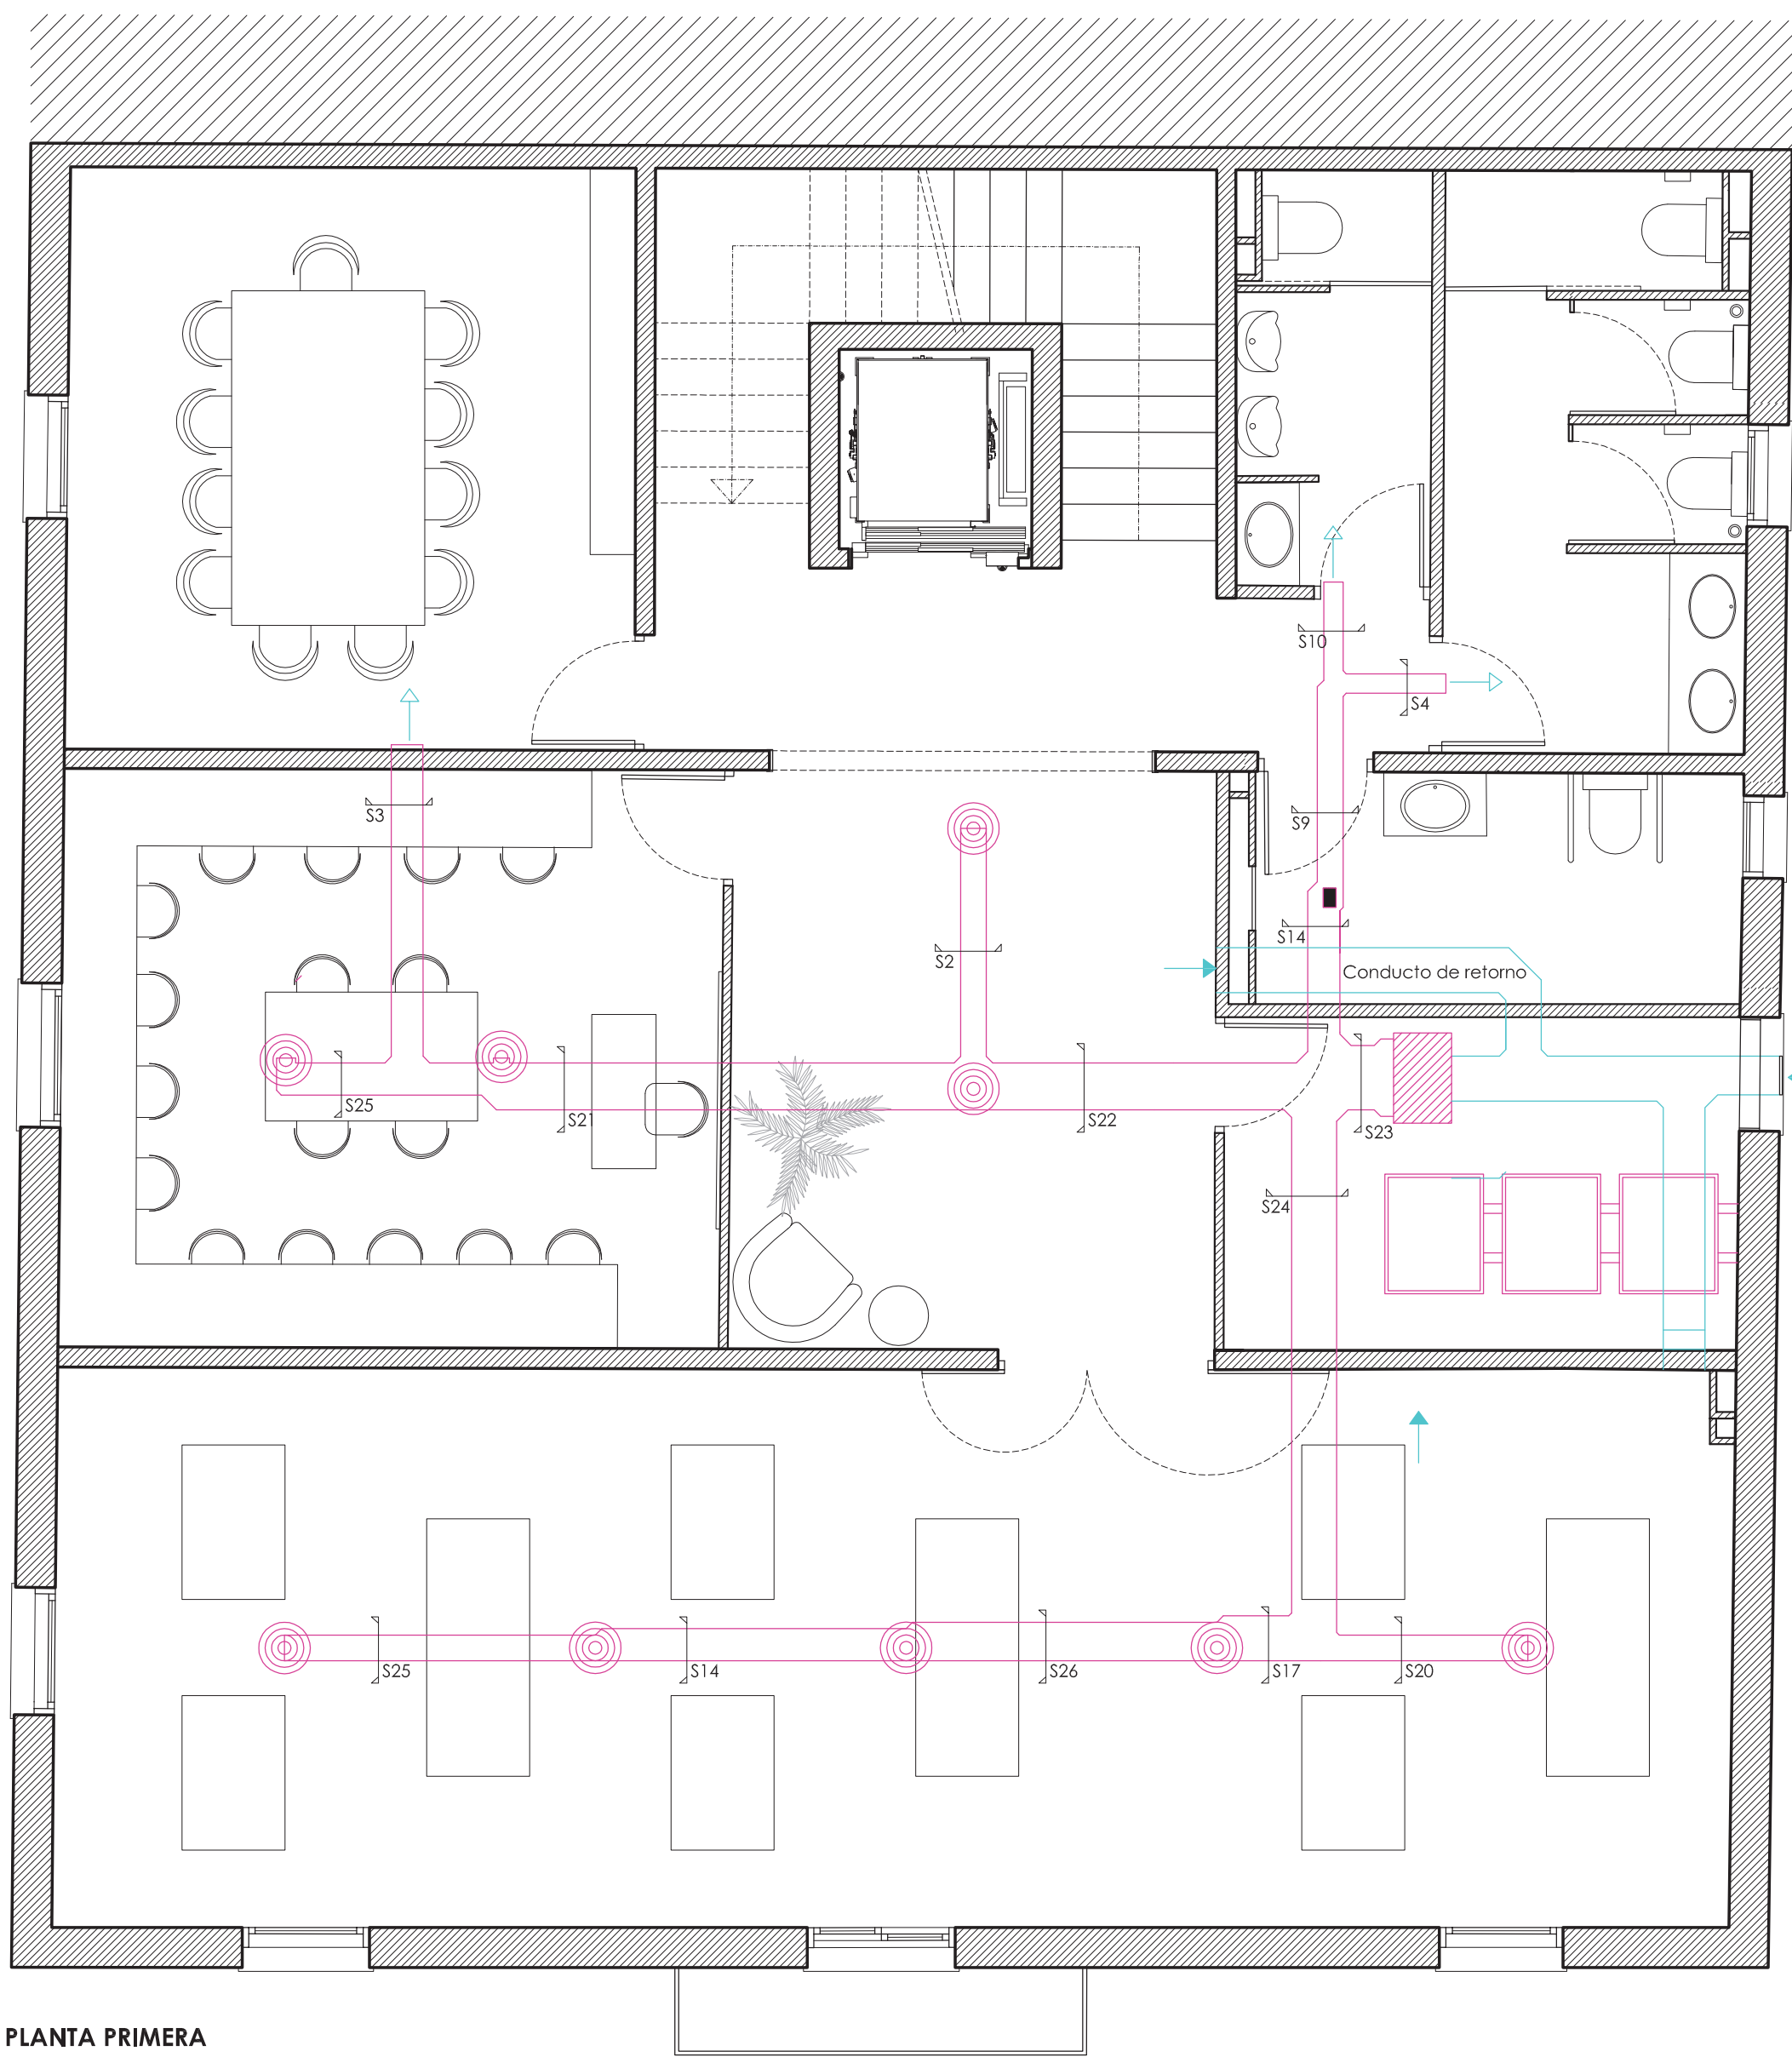 S10
S4
S3
S9
S14
S2
Conducto de retorno
S25
S21
S22
S23
S24
S25
S14
S26
S17
S20
PLANTA PRIMERA